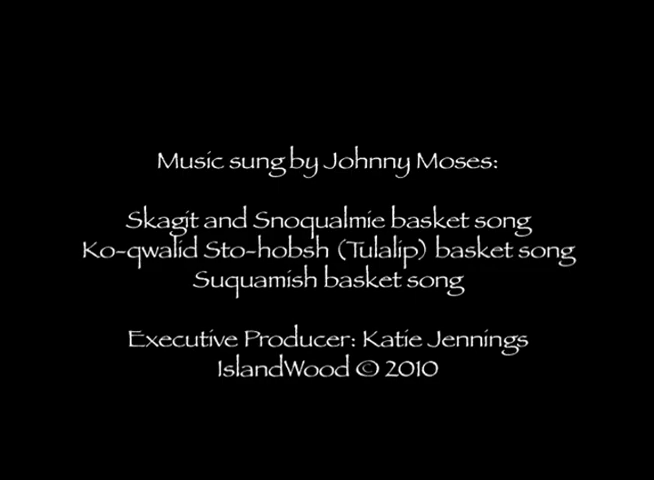 Music sung by Johnny Moses:
Skagit and Snoqualmie basket song
Ko-qwalid Sto-hobsh (Tulalip) basket song
Suquamish basket song
Executive Producer: Katie Jennings
IslandWood © 2010